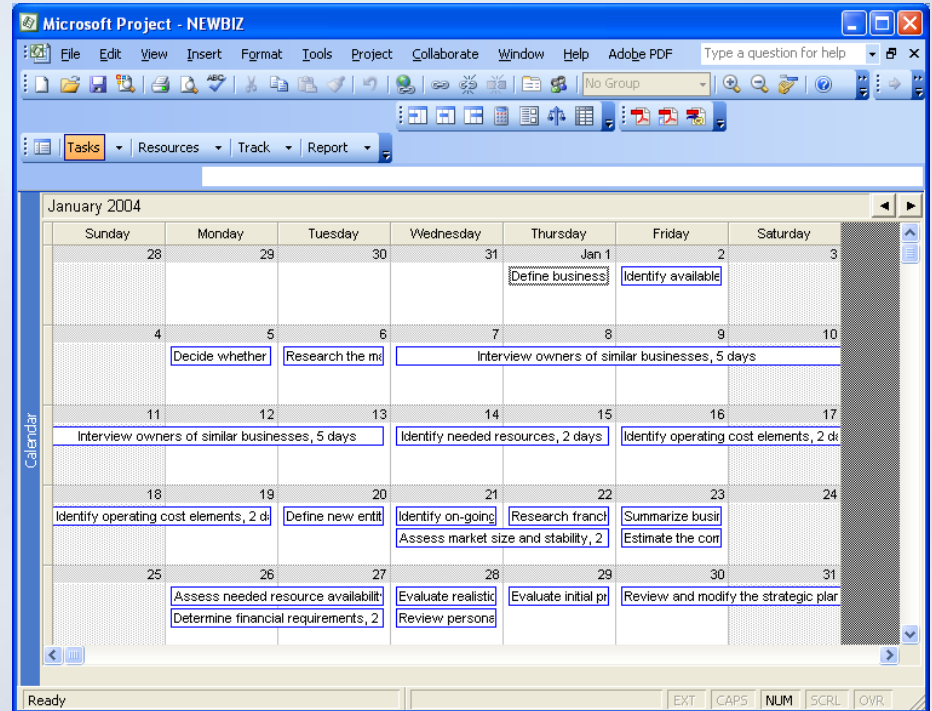 Microsoft Project - NEWBIZ
File Edit View Insert Format Tools Project Collaborate Window Help Adobe PDF Type a question for help
No Group
Tasks Resources Track Report
January 2004
Calendar
Sunday Monday Tuesday Wednesday Thursday Friday Saturday
28 29 30 31 Jan 1 2 3
Define business Identify available
4 5 6 7 8 9 10
Decide whether Research the ma Interview owners of similar businesses, 5 days
11 12 13 14 15 16 17
Interview owners of similar businesses, 5 days Identify needed resources, 2 days Identify operating cost elements, 2 da
18 19 20 21 22 23 24
Identify operating cost elements, 2 da Define new entit Identify on-going Research franch Summarize busir
Assess market size and stability, 2 Estimate the com
25 26 27 28 29 30 31
Assess needed resource availabilit Evaluate realistic Evaluate initial pr Review and modify the strategic plan
Determine financial requirements, 2 Review persona
Ready EXT CAPS NUM SCRL OVR